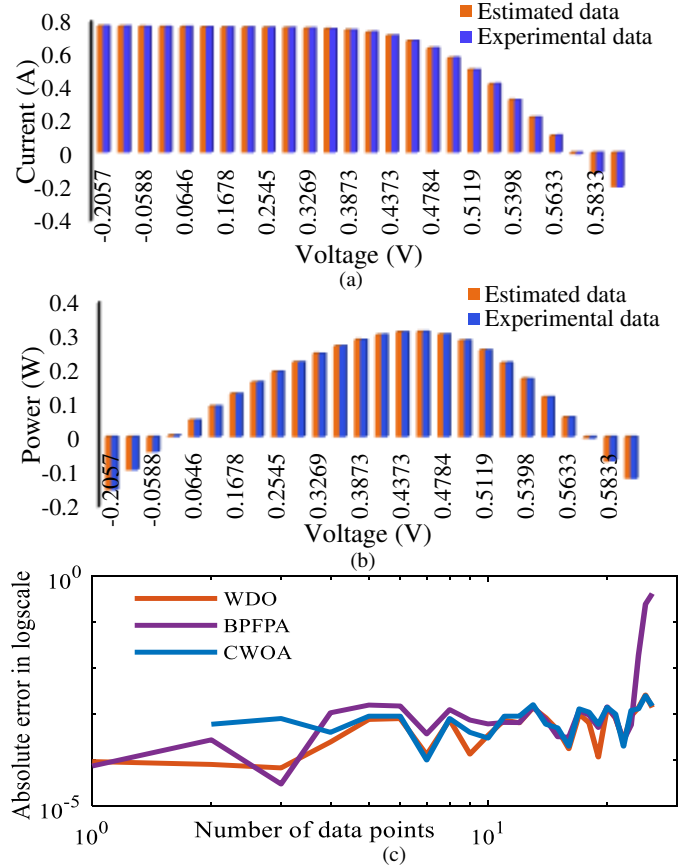 Estimated data
Experimental data
Current (A)
0.8
0.6
0.4
0.2
0
-0.2
-0.4
-0.2057
-0.0588
0.0646
0.1678
0.2545
0.3269
0.3873
0.4373
0.4784
0.5119
0.5398
0.5633
0.5833
Voltage (V)
(a)
Estimated data
Experimental data
Power (W)
0.4
0.3
0.2
0.1
0
-0.1
-0.2
-0.2057
-0.0588
0.0646
0.1678
0.2545
0.3269
0.3873
0.4373
0.4784
0.5119
0.5398
0.5633
0.5833
Voltage (V)
(b)
Absolute error in logscale
10^0
10^-5
WDO
BPFPA
CWOA
10^0
10^1
Number of data points
(c)